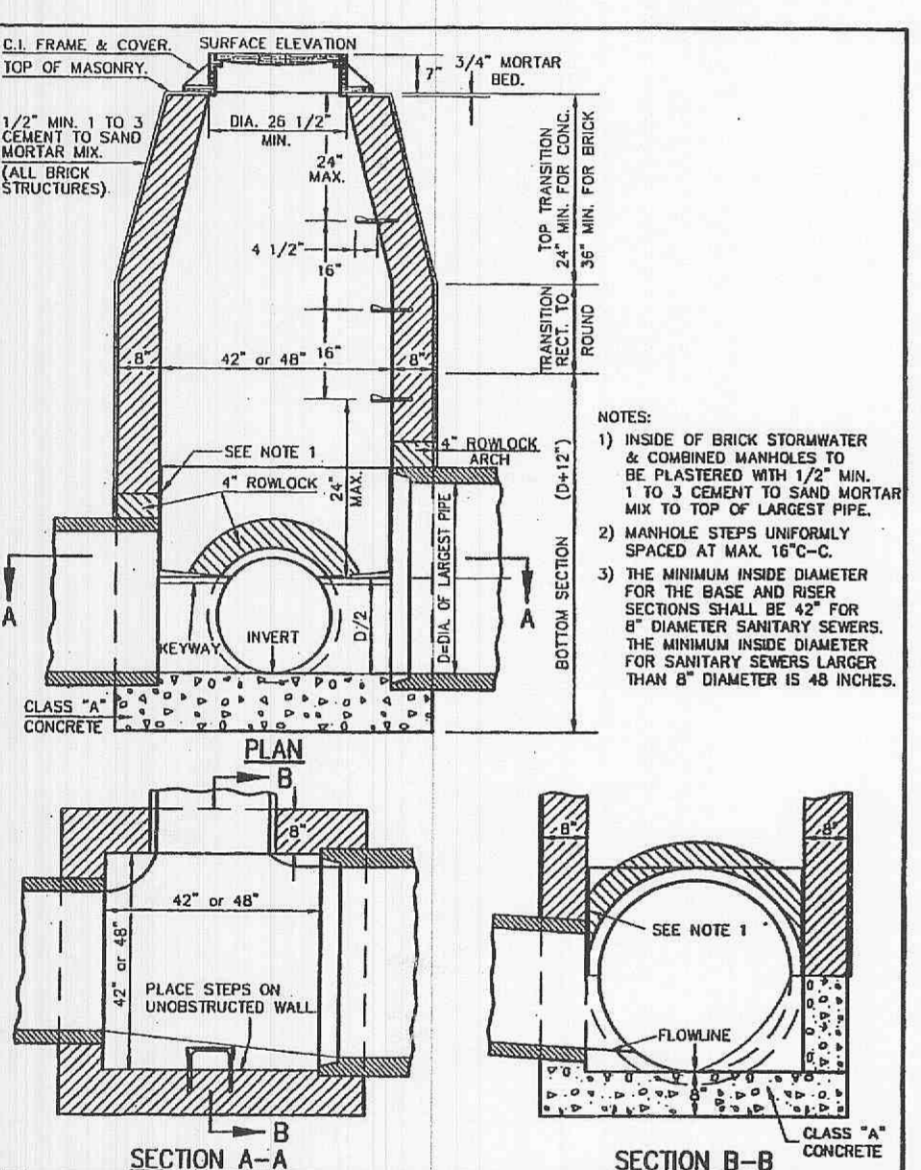 C.I. FRAME & COVER.
SURFACE ELEVATION
TOP OF MASONRY.
7"
3/4" MORTAR
BED.
1/2" MIN. 1 TO 3
CEMENT TO SAND
MORTAR MIX.
(ALL BRICK
STRUCTURES).
DIA. 26 1/2"
MIN.
24"
MAX.
4 1/2"
16"
TOP TRANSITION
24" MIN. FOR CONC.
36" MIN. FOR BRICK
TRANSITION
RECT. TO
ROUND
8"
42" or 48"
16"
8"
SEE NOTE 1
4" ROWLOCK
ARCH
4" ROWLOCK
24"
MAX.
BOTTOM SECTION (D+12")
D=DIA. OF LARGEST PIPE
A
A
KEYWAY
INVERT
D/2
CLASS "A"
CONCRETE
PLAN
NOTES:
1) INSIDE OF BRICK STORMWATER
& COMBINED MANHOLES TO
BE PLASTERED WITH 1/2" MIN.
1 TO 3 CEMENT TO SAND MORTAR
MIX TO TOP OF LARGEST PIPE.
2) MANHOLE STEPS UNIFORMLY
SPACED AT MAX. 16"C-C.
3) THE MINIMUM INSIDE DIAMETER
FOR THE BASE AND RISER
SECTIONS SHALL BE 42" FOR
8" DIAMETER SANITARY SEWERS.
THE MINIMUM INSIDE DIAMETER
FOR SANITARY SEWERS LARGER
THAN 8" DIAMETER IS 48 INCHES.
B
8"
42" or 48"
42" or 48"
PLACE STEPS ON
UNOBSTRUCTED WALL
B
SECTION A-A
8"
8"
SEE NOTE 1
FLOWLINE
8"
CLASS "A"
CONCRETE
SECTION B-B